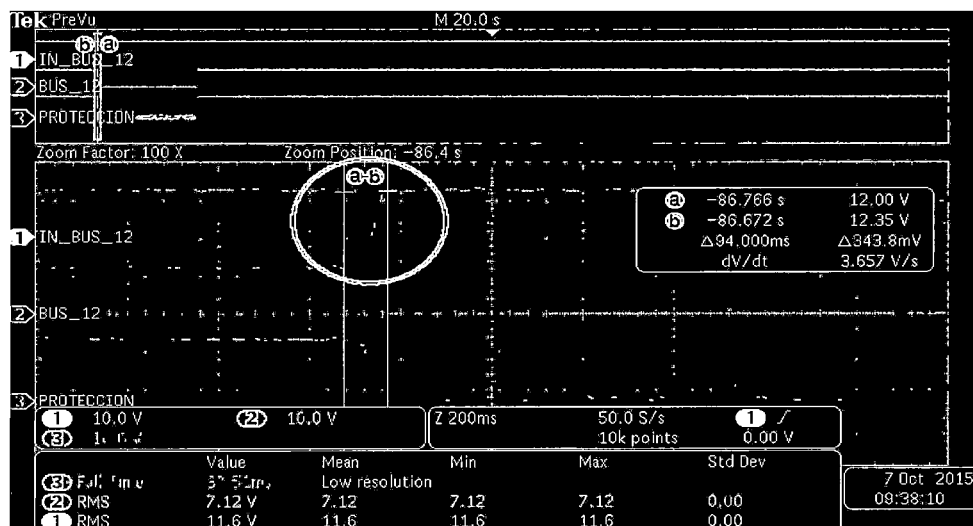 Tek PreVu M 20.0 s
b a
1 IN_BUS_12
2 BUS_12
3 PROTECCION
Zoom Factor: 100 X Zoom Position: -86.4 s
a b
a -86.766 s 12.00 V
b -86.672 s 12.35 V
Δ94.000ms Δ343.8mV
dV/dt 3.657 V/s
1 IN_BUS_12
2 BUS_12
3 PROTECCION
1 10.0 V 2 10.0 V Z 200ms 50.0 S/s 1
3 10k points 0.00 V
Value Mean Min Max Std Dev
3 Low resolution
2 RMS 7.12 V 7.12 7.12 7.12 0.00
1 RMS 11.6 V 11.6 11.6 11.6 0.00
7 Oct 2015
09:38:10